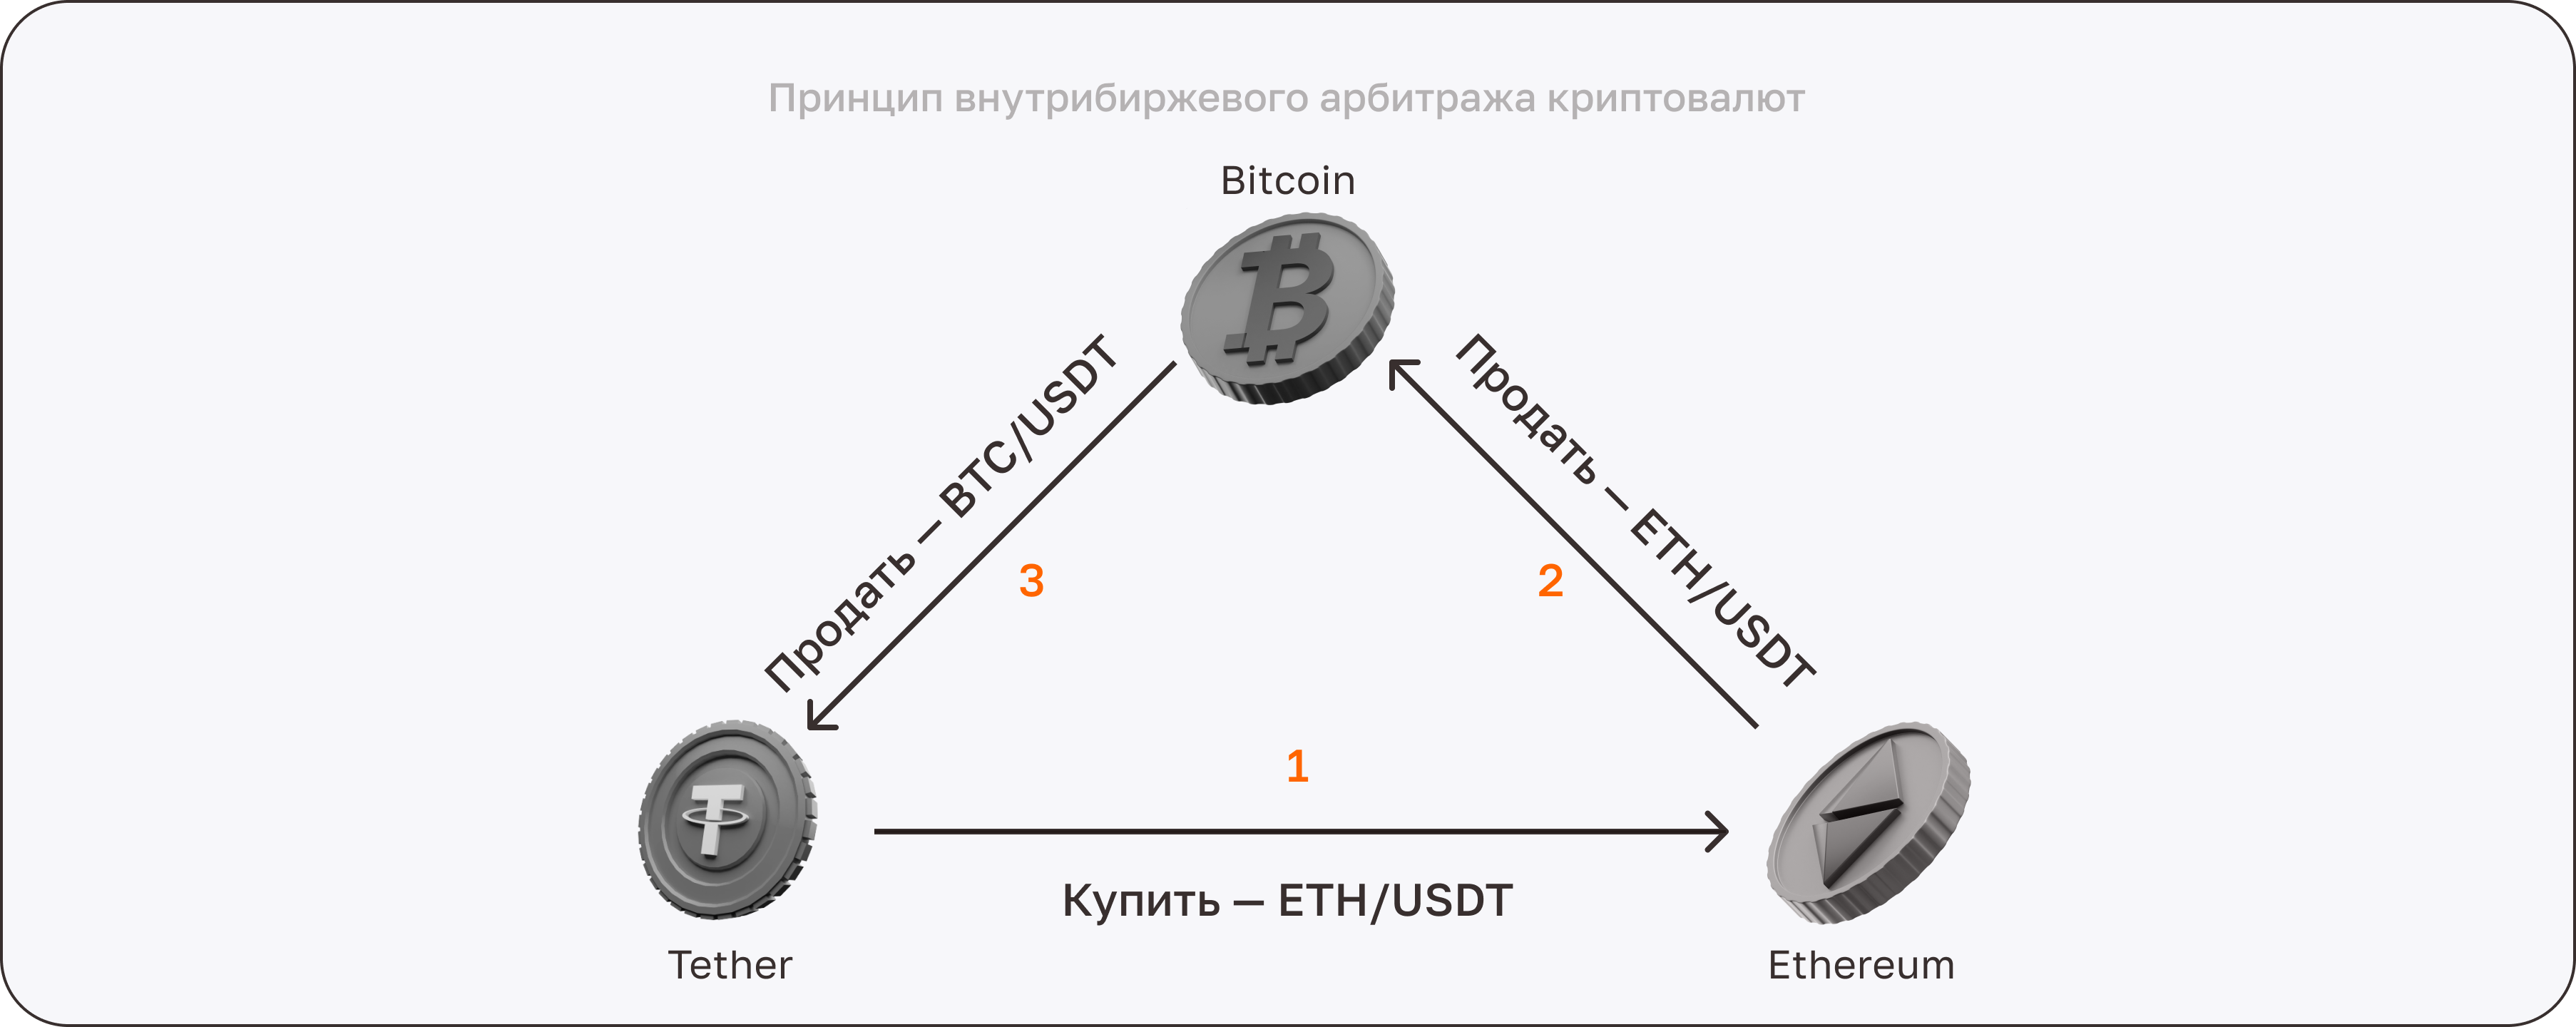 Принцип внутрибиржевого арбитража криптовалют
Bitcoin
Продать — BTC/USDT
Продать — ETH/USDT
3
2
1
Купить — ETH/USDT
Tether
Ethereum